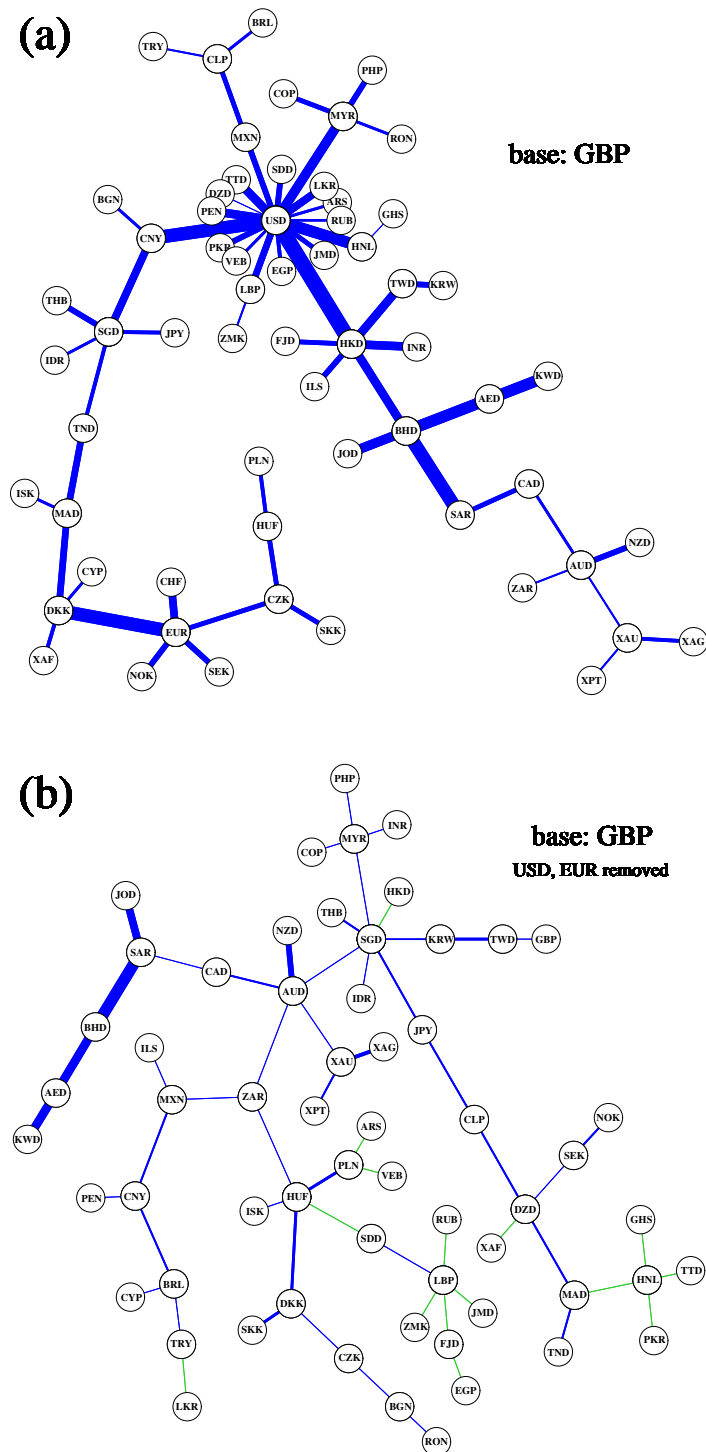 (a)
BRL
TRY
CLP
PHP
COP
MYR
RON
MXN
base: GBP
SDD
TTD
LKR
DZD
ARS
BGN
PEN
USD
RUB
GHS
CNY
PKR
HNL
VEB
JMD
EGP
LBP
TWD
KRW
THB
SGD
JPY
ZMK
FJD
HKD
INR
IDR
ILS
KWD
AED
TND
BHD
JOD
PLN
CAD
ISK
MAD
SAR
HUF
NZD
AUD
CYP
CHF
ZAR
DKK
CZK
EUR
SKK
XAU
XAG
XAF
NOK
SEK
XPT
(b)
PHP
INR
MYR
COP
base: GBP
USD, EUR removed
JOD
HKD
THB
NZD
SGD
KRW
TWD
GBP
SAR
CAD
AUD
IDR
BHD
JPY
ILS
XAU
XAG
AED
MXN
ZAR
XPT
KWD
CLP
NOK
ARS
SEK
PLN
PEN
CNY
VEB
HUF
ISK
DZD
RUB
GHS
SDD
XAF
LBP
HNL
TTD
BRL
CYP
MAD
DKK
JMD
SKK
ZMK
TRY
FJD
PKR
CZK
TND
EGP
LKR
BGN
RON